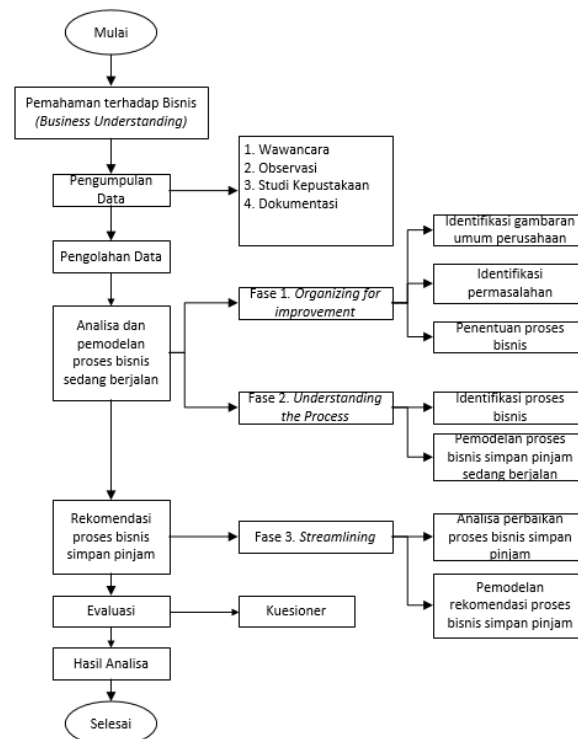 Mulai
Pemahaman terhadap Bisnis
(Business Understanding)
Pengumpulan
Data
1. Wawancara
2. Observasi
3. Studi Kepustakaan
4. Dokumentasi
Pengolahan Data
Analisa dan
pemodelan
proses bisnis
sedang berjalan
Fase 1. Organizing for
improvement
Identifikasi gambaran
umum perusahaan
Identifikasi
permasalahan
Penentuan proses
bisnis
Fase 2. Understanding
the Process
Identifikasi proses
bisnis
Pemodelan proses
bisnis simpan pinjam
sedang berjalan
Rekomendasi
proses bisnis
simpan pinjam
Fase 3. Streamlining
Analisa perbaikan
proses bisnis simpan
pinjam
Pemodelan
rekomendasi proses
bisnis simpan pinjam
Evaluasi
Kuesioner
Hasil Analisa
Selesai